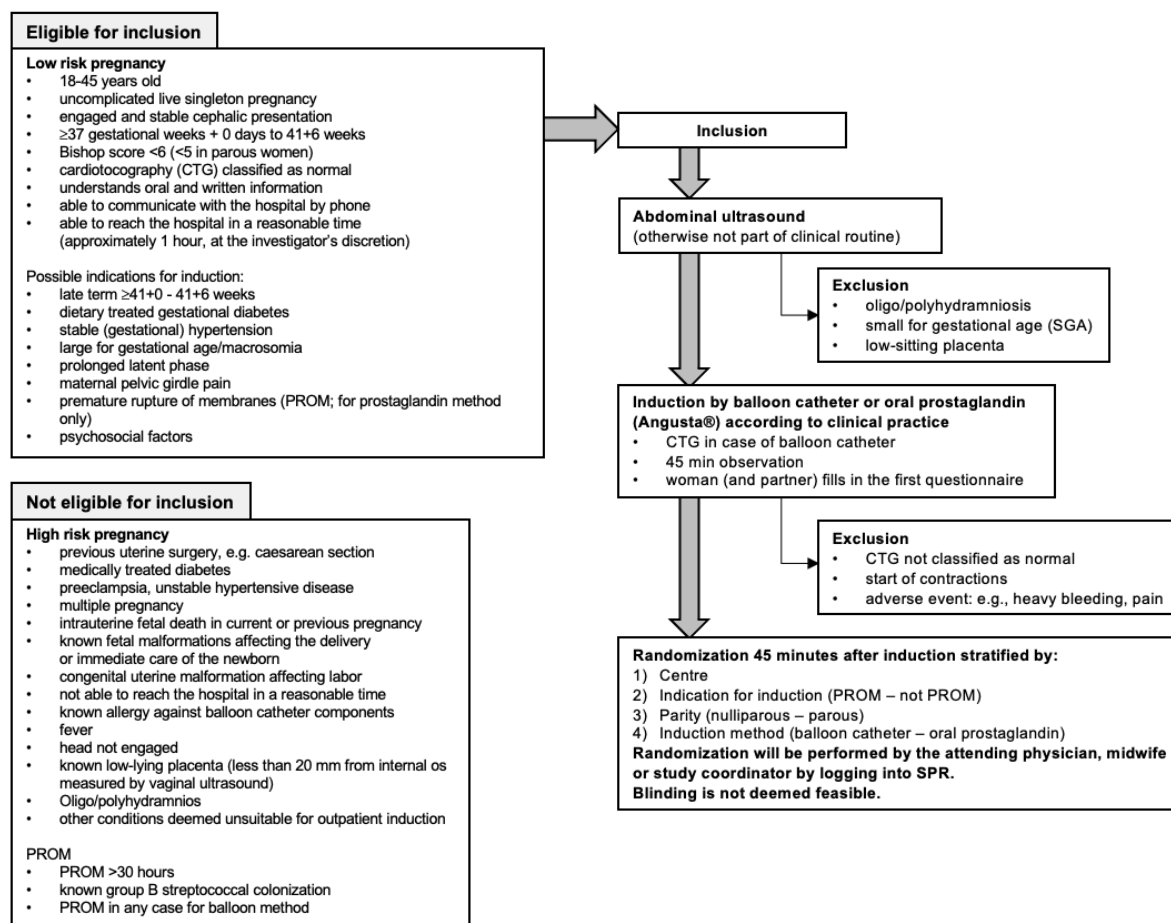 Eligible for inclusion
Low risk pregnancy
• 18-45 years old
• uncomplicated live singleton pregnancy
• engaged and stable cephalic presentation
• ≥37 gestational weeks + 0 days to 41+6 weeks
• Bishop score <6 (<5 in parous women)
• cardiotocography (CTG) classified as normal
• understands oral and written information
• able to communicate with the hospital by phone
• able to reach the hospital in a reasonable time
(approximately 1 hour, at the investigator's discretion)
Possible indications for induction:
• late term ≥41+0 - 41+6 weeks
• dietary treated gestational diabetes
• stable (gestational) hypertension
• large for gestational age/macrosomia
• prolonged latent phase
• maternal pelvic girdle pain
• premature rupture of membranes (PROM; for prostaglandin method
only)
• psychosocial factors
Not eligible for inclusion
High risk pregnancy
• previous uterine surgery, e.g. caesarean section
• medically treated diabetes
• preeclampsia, unstable hypertensive disease
• multiple pregnancy
• intrauterine fetal death in current or previous pregnancy
• known fetal malformations affecting the delivery
or immediate care of the newborn
• congenital uterine malformation affecting labor
• not able to reach the hospital in a reasonable time
• known allergy against balloon catheter components
• fever
• head not engaged
• known low-lying placenta (less than 20 mm from internal os
measured by vaginal ultrasound)
• Oligo/polyhydramnios
• other conditions deemed unsuitable for outpatient induction
PROM
• PROM >30 hours
• known group B streptococcal colonization
• PROM in any case for balloon method
Inclusion
Abdominal ultrasound
(otherwise not part of clinical routine)
Exclusion
• oligo/polyhydramniosis
• small for gestational age (SGA)
• low-sitting placenta
Induction by balloon catheter or oral prostaglandin
(Angusta®) according to clinical practice
• CTG in case of balloon catheter
• 45 min observation
• woman (and partner) fills in the first questionnaire
Exclusion
• CTG not classified as normal
• start of contractions
• adverse event: e.g., heavy bleeding, pain
Randomization 45 minutes after induction stratified by:
1) Centre
2) Indication for induction (PROM – not PROM)
3) Parity (nulliparous – parous)
4) Induction method (balloon catheter – oral prostaglandin)
Randomization will be performed by the attending physician, midwife
or study coordinator by logging into SPR.
Blinding is not deemed feasible.